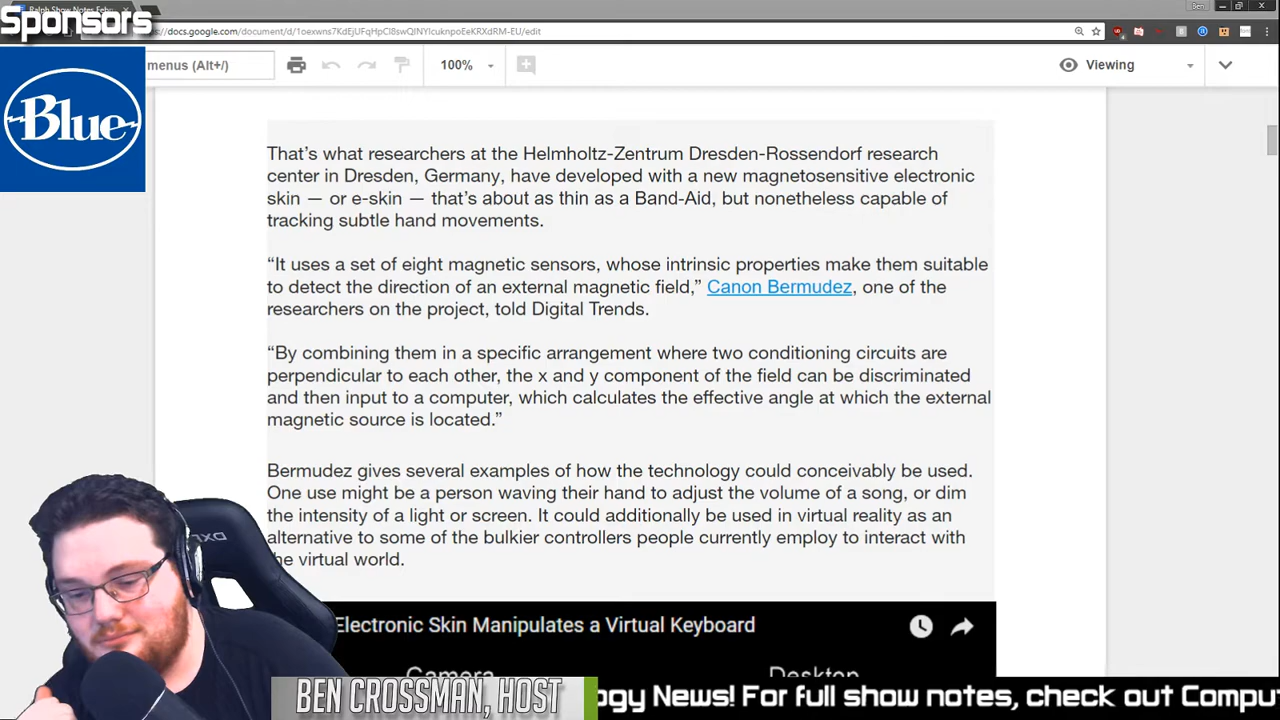 Sponsors
Ben
docs.google.com/document/d/1oexwns7KdEjUFqHpCI8swQlNYlcuknpoEeKRXdRM-EU/edit
Blue
menus (Alt+/)
100%
Viewing
That’s what researchers at the Helmholtz-Zentrum Dresden-Rossendorf research
center in Dresden, Germany, have developed with a new magnetosensitive electronic
skin — or e-skin — that’s about as thin as a Band-Aid, but nonetheless capable of
tracking subtle hand movements.
“It uses a set of eight magnetic sensors, whose intrinsic properties make them suitable
to detect the direction of an external magnetic field,” Canon Bermudez, one of the
researchers on the project, told Digital Trends.
“By combining them in a specific arrangement where two conditioning circuits are
perpendicular to each other, the x and y component of the field can be discriminated
and then input to a computer, which calculates the effective angle at which the external
magnetic source is located.”
Bermudez gives several examples of how the technology could conceivably be used.
One use might be a person waving their hand to adjust the volume of a song, or dim
the intensity of a light or screen. It could additionally be used in virtual reality as an
alternative to some of the bulkier controllers people currently employ to interact with
he virtual world.
Electronic Skin Manipulates a Virtual Keyboard
Camera
Desktop
BEN CROSSMAN, HOST
ogy News! For full show notes, check out Comput